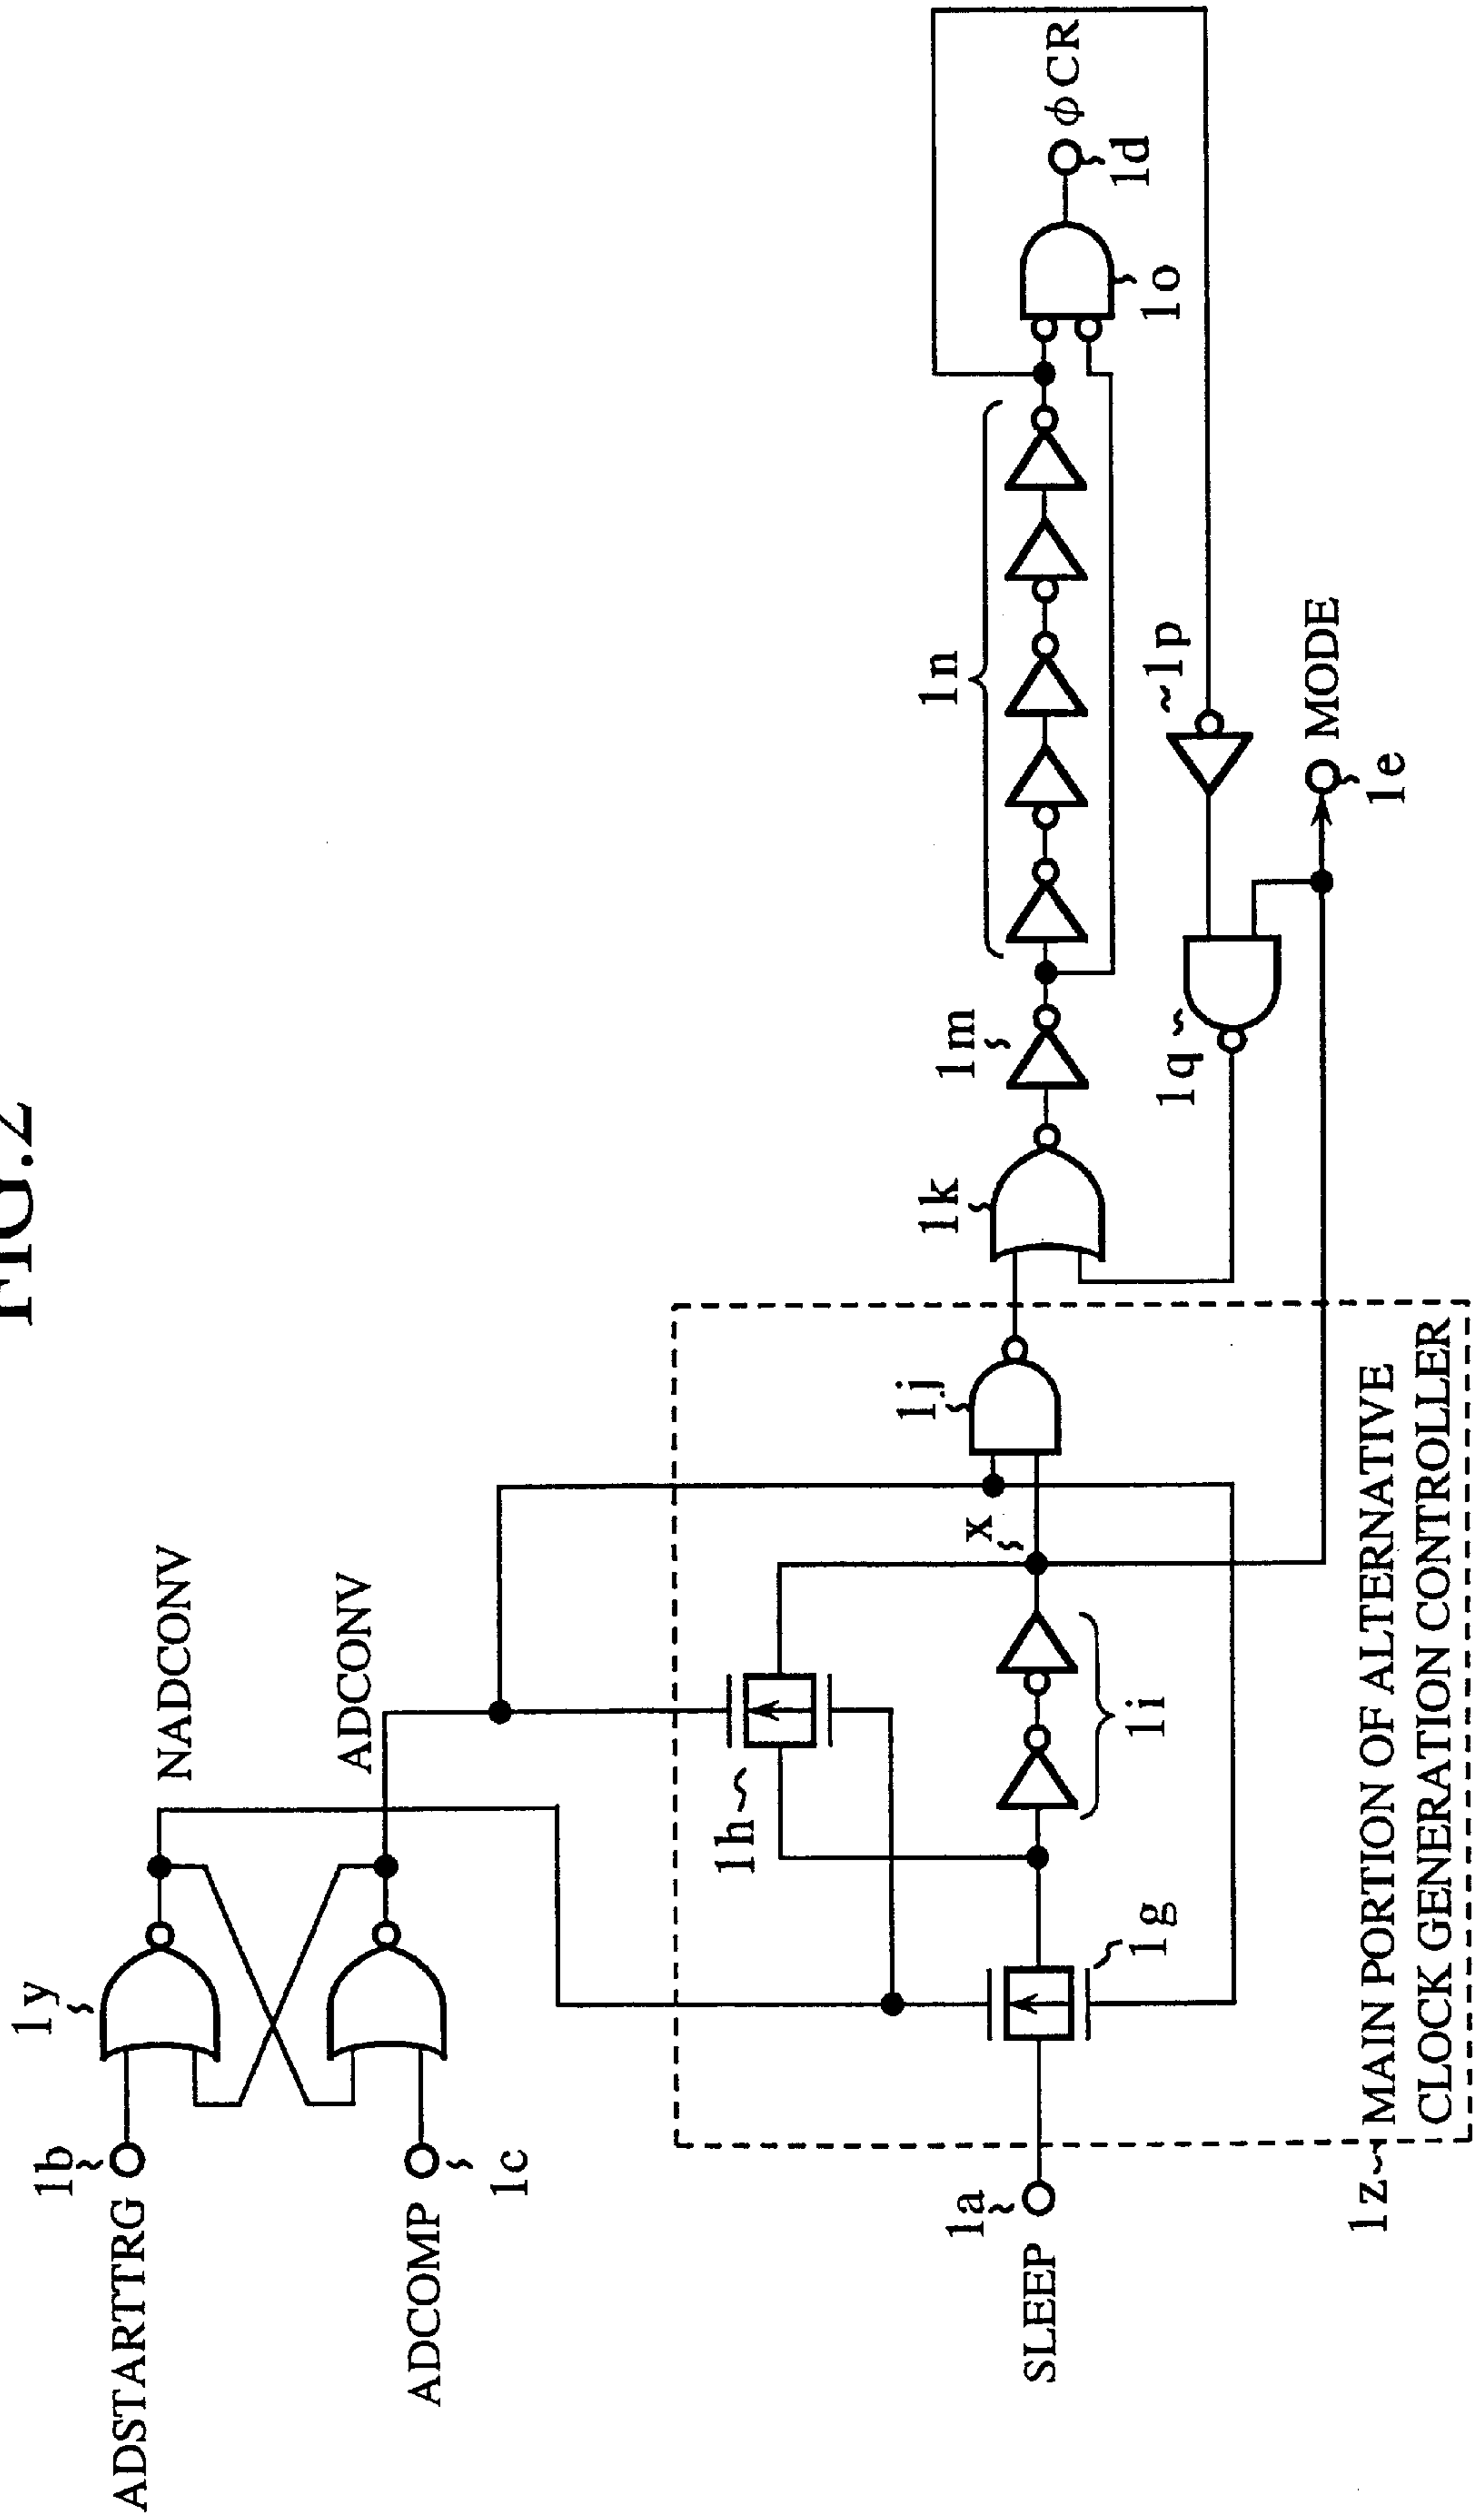 FIG.2
1y
1b
ADSTARTTRG
NADCONV
ADCONV
ADCOMP
1c
1h
1j
x
1k
1m
1n
φCR
1d
1o
1a
SLEEP
1g
1i
1q
1p
MODE
1e
1z
MAIN PORTION OF ALTERNATIVE
CLOCK GENERATION CONTROLLER